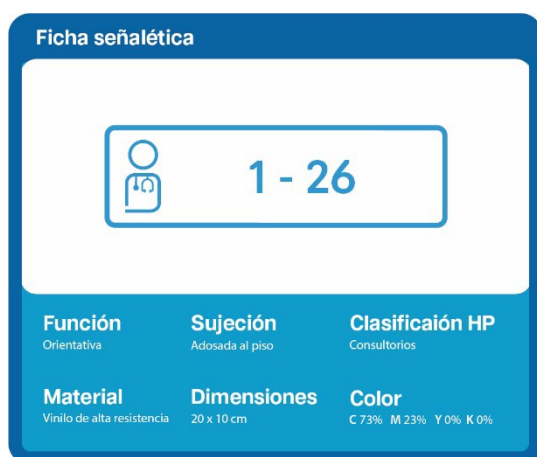 Ficha señalética
1 - 26
Función
Orientativa
Sujeción
Adosada al piso
Clasificaión HP
Consultorios
Material
Vinilo de alta resistencia
Dimensiones
20 x 10 cm
Color
C 73% M 23% Y 0% K 0%